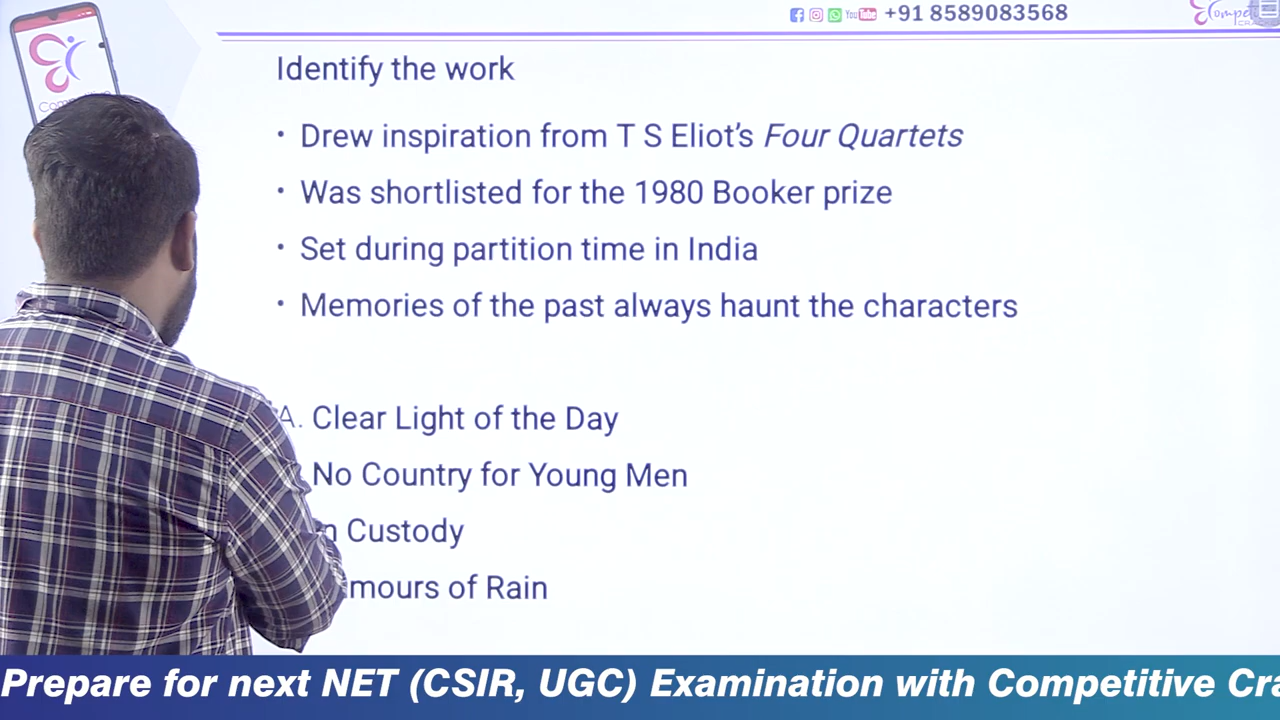 +91 8589083568
Identify the work
• Drew inspiration from T S Eliot's Four Quartets
• Was shortlisted for the 1980 Booker prize
• Set during partition time in India
• Memories of the past always haunt the characters
A. Clear Light of the Day
No Country for Young Men
Custody
of Rain
Prepare for next NET (CSIR, UGC) Examination with Competitive